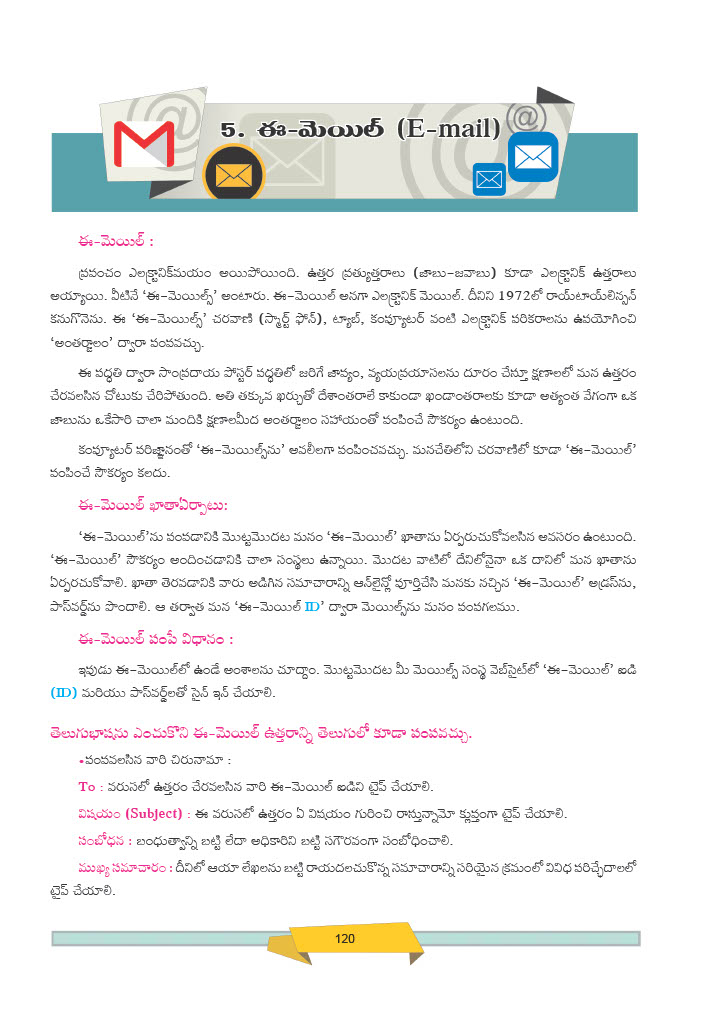 5. ఈ-మెయిల్ (E-mail)
ఈ-మెయిల్ :
ప్రపంచం ఎలక్ట్రానిక్‌మయం అయిపోయింది. ఉత్తర ప్రత్యుత్తరాలు (జాబు-జవాబు) కూడా ఎలక్ట్రానిక్ ఉత్తరాలు
అయ్యాయి. వీటినే ‘ఈ-మెయిల్స్’ అంటారు. ఈ-మెయిల్ అనగా ఎలక్ట్రానిక్ మెయిల్. దీనిని 1972లో రాయ్‌టాయ్‌లిన్సన్
కనుగొనెను. ఈ ‘ఈ-మెయిల్స్’ చరవాణి (స్మార్ట్ ఫోన్), ట్యాబ్, కంప్యూటర్ వంటి ఎలక్ట్రానిక్ పరికరాలను ఉపయోగించి
‘అంతర్జాలం’ ద్వారా పంపవచ్చు.
ఈ పద్ధతి ద్వారా సాంప్రదాయ పోస్టర్ పద్ధతిలో జరిగే జాప్యం, వ్యయప్రయాసలను దూరం చేస్తూ క్షణాలలో మన ఉత్తరం
చేరవలసిన చోటుకు చేరిపోతుంది. అతి తక్కువ ఖర్చుతో దేశాంతరాలే కాకుండా ఖండాంతరాలకు కూడా అత్యంత వేగంగా ఒక
జాబును ఒకేసారి చాలా మందికి క్షణాలమీద అంతర్జాలం సహాయంతో పంపించే సౌకర్యం ఉంటుంది.
కంప్యూటర్ పరిజ్ఞానంతో ‘ఈ-మెయిల్స్‌ను’ అవలీలగా పంపించవచ్చు. మనచేతిలోని చరవాణిలో కూడా ‘ఈ-మెయిల్’
పంపించే సౌకర్యం కలదు.
ఈ-మెయిల్ ఖాతాఏర్పాటు:
‘ఈ-మెయిల్’ను పంపడానికి మొట్టమొదట మనం ‘ఈ-మెయిల్’ ఖాతాను ఏర్పరుచుకోవలసిన అవసరం ఉంటుంది.
‘ఈ-మెయిల్’ సౌకర్యం అందించడానికి చాలా సంస్థలు ఉన్నాయి. మొదట వాటిలో దేనిలోనైనా ఒక దానిలో మన ఖాతాను
ఏర్పరచుకోవాలి. ఖాతా తెరవడానికి వారు అడిగిన సమాచారాన్ని ఆన్‌లైన్లో పూర్తిచేసి మనకు నచ్చిన ‘ఈ-మెయిల్’ అడ్రస్‌ను,
పాస్‌వర్డ్‌ను పొందాలి. ఆ తర్వాత మన ‘ఈ-మెయిల్ ID’ ద్వారా మెయిల్స్‌ను మనం పంపగలము.
ఈ-మెయిల్ పంపే విధానం :
ఇపుడు ఈ-మెయిల్‌లో ఉండే అంశాలను చూద్దాం. మొట్టమొదట మీ మెయిల్స్ సంస్థ వెబ్‌సైట్‌లో ‘ఈ-మెయిల్’ ఐడి
(ID) మరియు పాస్‌వర్డ్‌లతో సైన్ ఇన్ చేయాలి.
తెలుగుభాషను ఎంచుకొని ఈ-మెయిల్ ఉత్తరాన్ని తెలుగులో కూడా పంపవచ్చు.
•పంపవలసిన వారి చిరునామా :
To : వరుసలో ఉత్తరం చేరవలసిన వారి ఈ-మెయిల్ ఐడిని టైప్ చేయాలి.
విషయం (Subject) : ఈ వరుసలో ఉత్తరం ఏ విషయం గురించి రాస్తున్నామో క్లుప్తంగా టైప్ చేయాలి.
సంబోధన : బంధుత్వాన్ని బట్టి లేదా అధికారిని బట్టి సగౌరవంగా సంబోధించాలి.
ముఖ్య సమాచారం : దీనిలో ఆయా లేఖలను బట్టి రాయదలచుకొన్న సమాచారాన్ని సరియైన క్రమంలో వివిధ పరిచ్ఛేదాలలో
టైప్ చేయాలి.
120